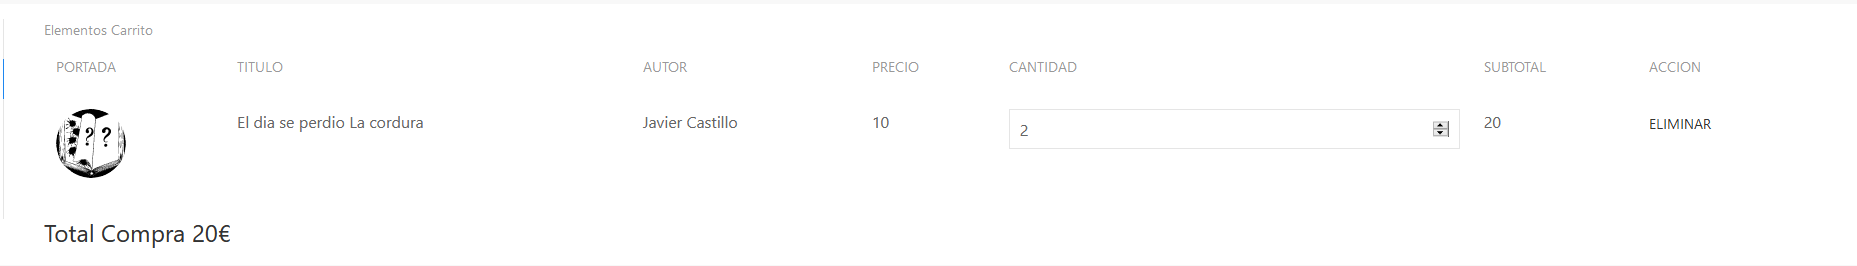 Elementos Carrito
PORTADA TITULO AUTOR PRECIO CANTIDAD SUBTOTAL ACCION
? ? El dia se perdio La cordura Javier Castillo 10 2 20 ELIMINAR
Total Compra 20€